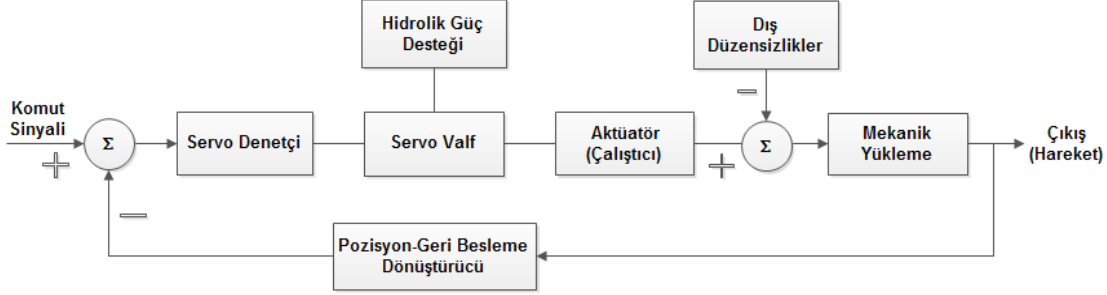 Hidrolik Güç
Desteği
Dış
Düzensizlikler
Komut
Sinyali
Σ
Servo Denetçi
Servo Valf
Aktüatör
(Çalıştıcı)
Σ
Mekanik
Yükleme
Çıkış
(Hareket)
Pozisyon-Geri Besleme
Dönüştürücü